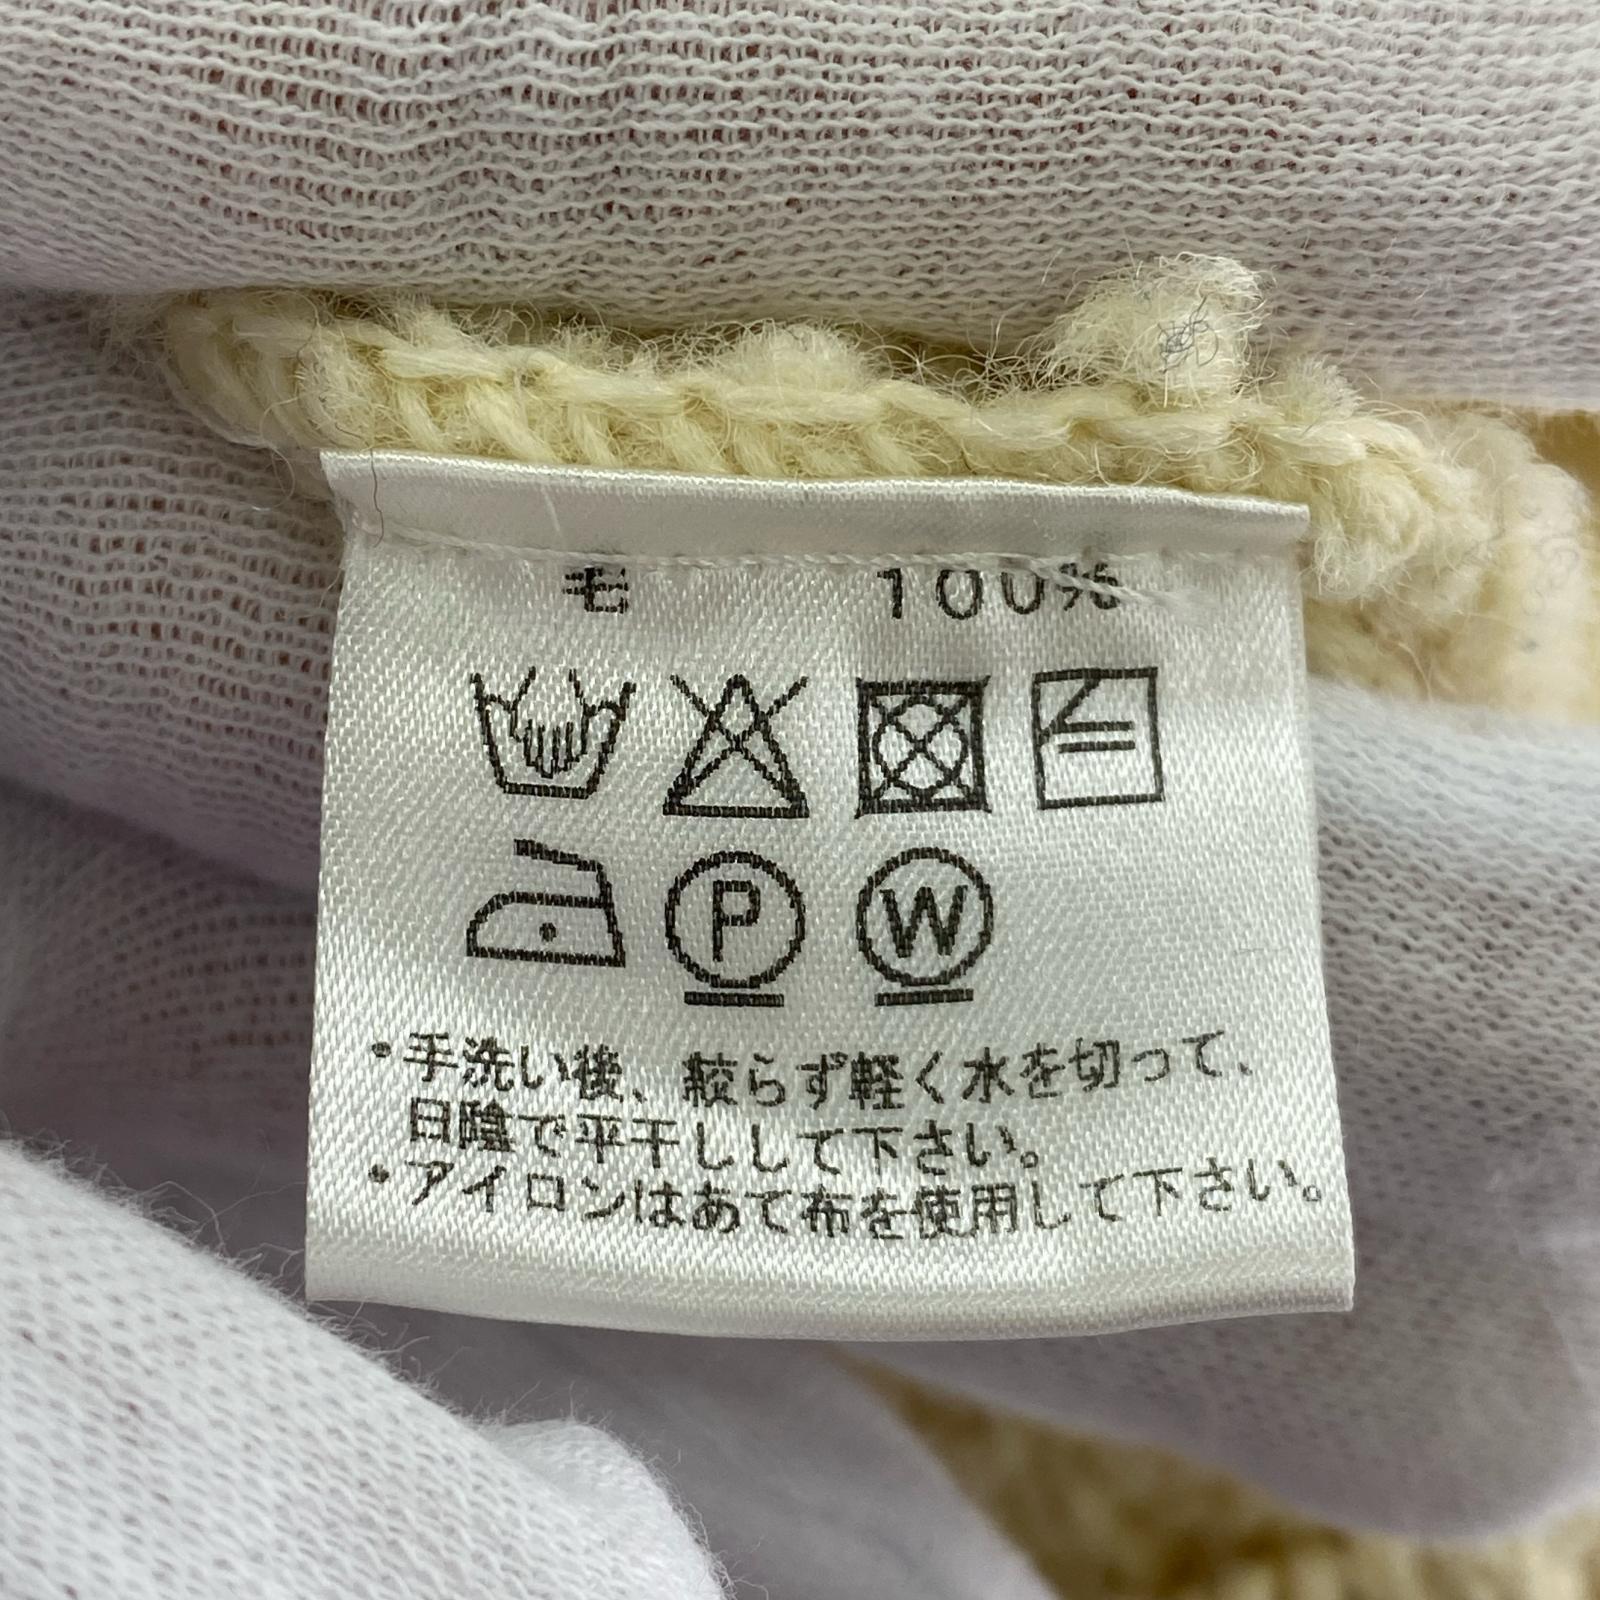 毛 100%
P W
・手洗い後、絞らず軽く水を切って、
日陰で平干しして下さい。
・アイロンはあて布を使用して下さい。